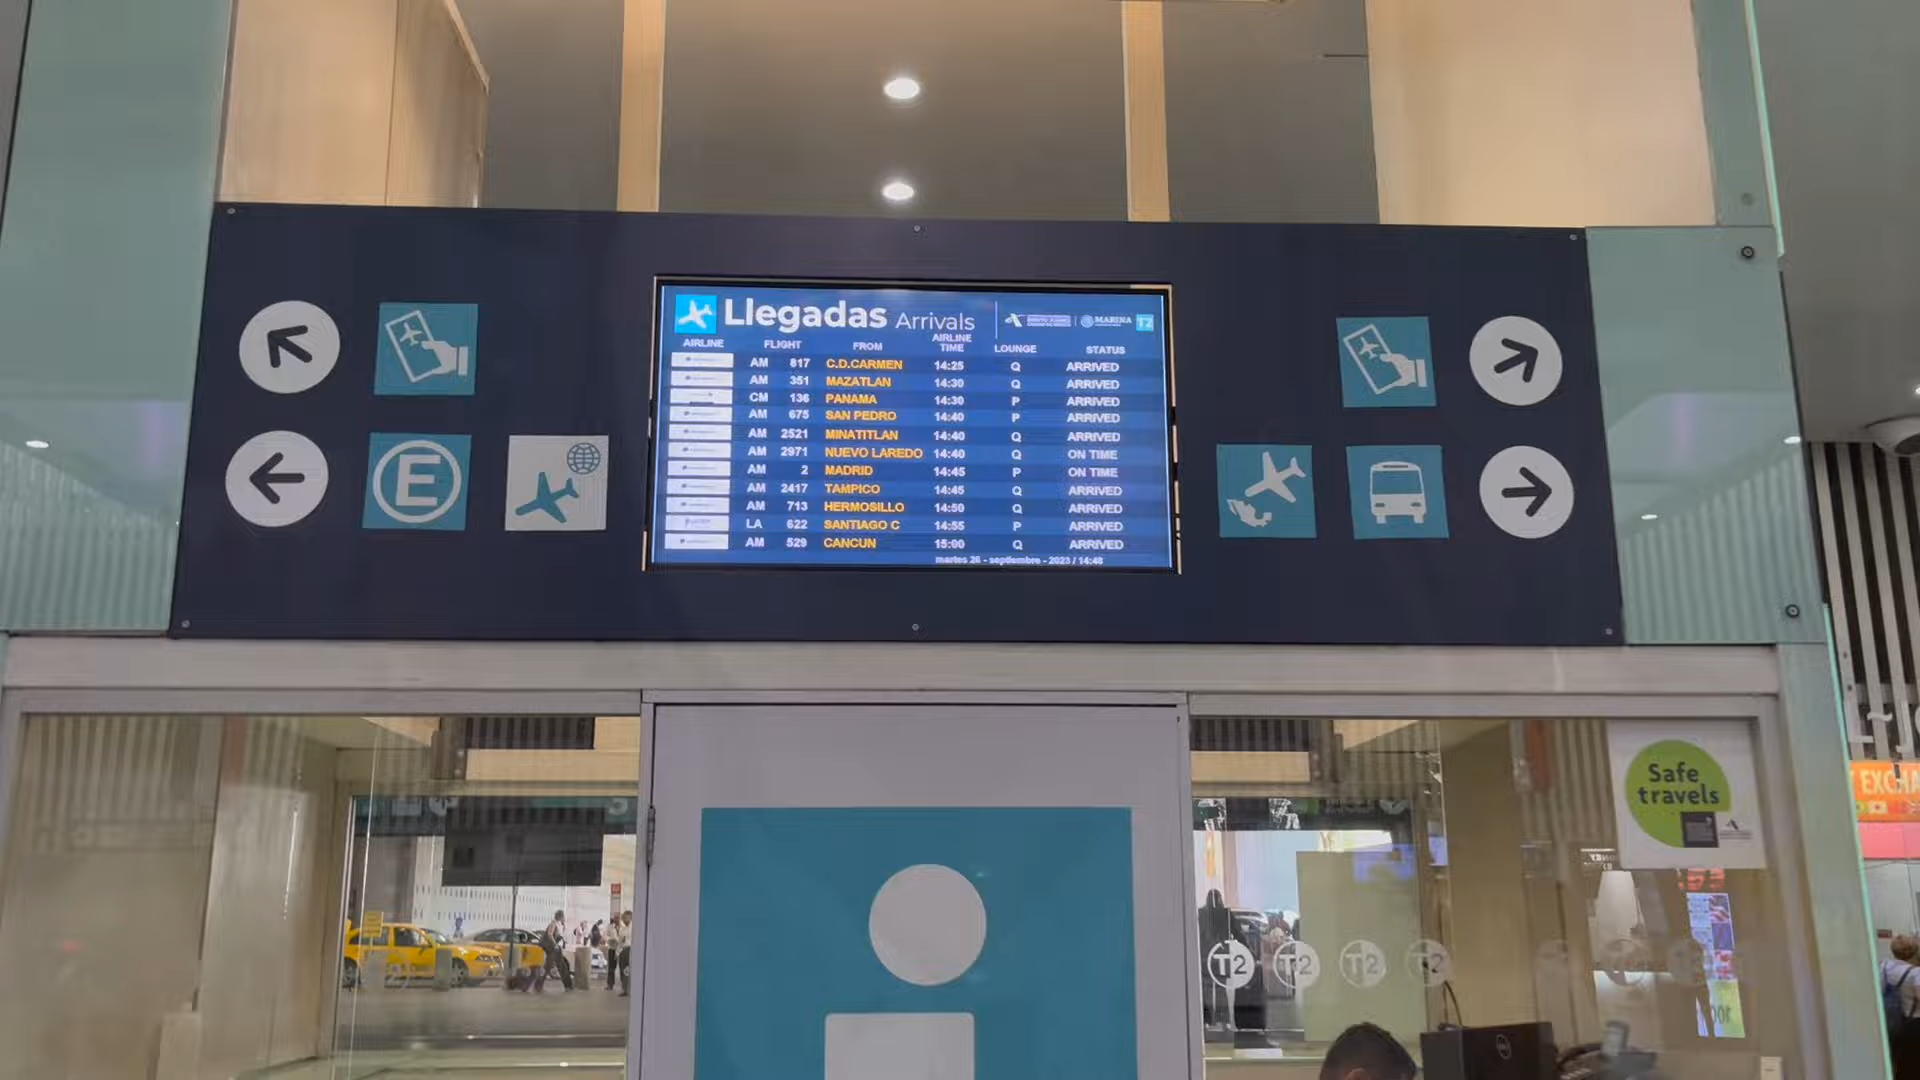 Llegadas Arrivals MARINA T2
AIRLINE FLIGHT FROM AIRLINE TIME LOUNGE STATUS
AM 817 C.D.CARMEN 14:25 Q ARRIVED
AM 351 MAZATLAN 14:30 Q ARRIVED
CM 136 PANAMA 14:30 P ARRIVED
AM 675 SAN PEDRO 14:40 P ARRIVED
AM 2521 MINATITLAN 14:40 Q ARRIVED
AM 2971 NUEVO LAREDO 14:40 Q ON TIME
AM 2 MADRID 14:45 P ON TIME
AM 2417 TAMPICO 14:45 Q ARRIVED
AM 713 HERMOSILLO 14:50 Q ARRIVED
LA 622 SANTIAGO C 14:55 P ARRIVED
AM 529 CANCUN 15:00 Q ARRIVED
martes 26 - septiembre - 2023 / 14:48
E
Safe
travels
EXCHA
T2 T2 T2 T2